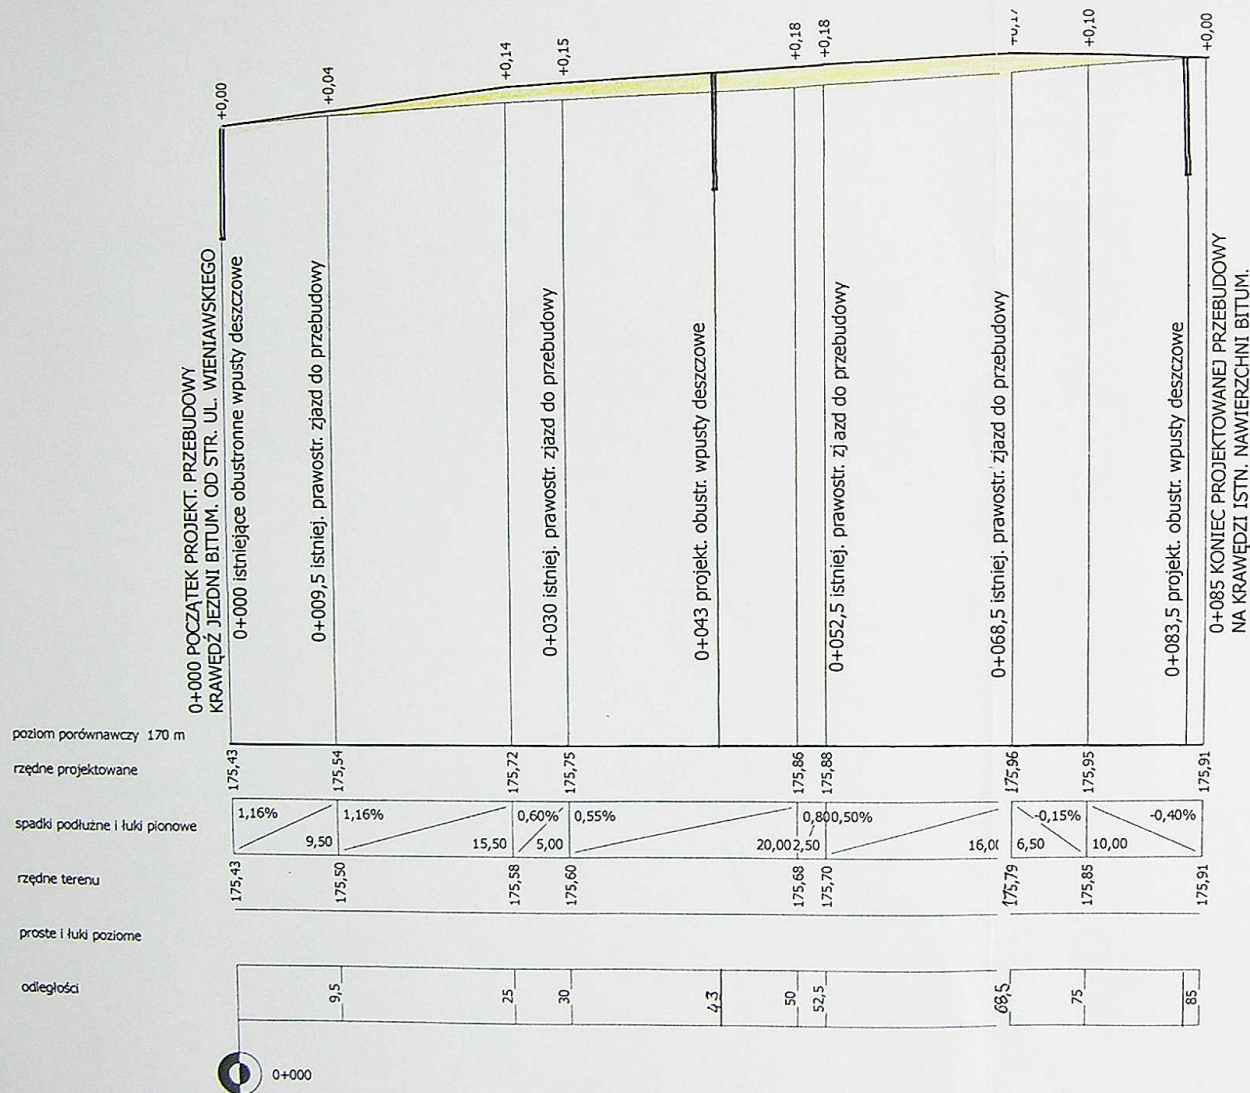 +0,00
+0,04
+0,14
+0,15
+0,18
+0,18
+0,17
+0,10
+0,00
0+000 POCZĄTEK PROJEKT. PRZEBUDOWY
KRAWĘDŹ JEZDNI BITUM. OD STR. UL. WIENIAWSKIEGO
0+000 istniejące obustronne wpusty deszczowe
0+009,5 istniej. prawostr. zjazd do przebudowy
0+030 istniej. prawostr. zjazd do przebudowy
0+043 projekt. obustr. wpusty deszczowe
0+052,5 istniej. prawostr. zjazd do przebudowy
0+068,5 istniej. prawostr. zjazd do przebudowy
0+083,5 projekt. obustr. wpusty deszczowe
0+085 KONIEC PROJEKTOWANEJ PRZEBUDOWY
NA KRAWĘDZI ISTN. NAWIERZCHNI BITUM.
poziom porównawczy 170 m
rzędne projektowane
175,43 175,54 175,72 175,75 175,86 175,88 175,96 175,95 175,91
spadki podłużne i łuki pionowe
1,16% 1,16% 0,60% 0,55% 0,80 0,50% -0,15% -0,40%
9,50 15,50 5,00 20,00 2,50 16,00 6,50 10,00
rzędne terenu
175,43 175,50 175,58 175,60 175,68 175,70 175,79 175,85 175,91
proste i łuki poziome
odległości
9,5 25 30 43 50 52,5 68,5 75 85
0+000